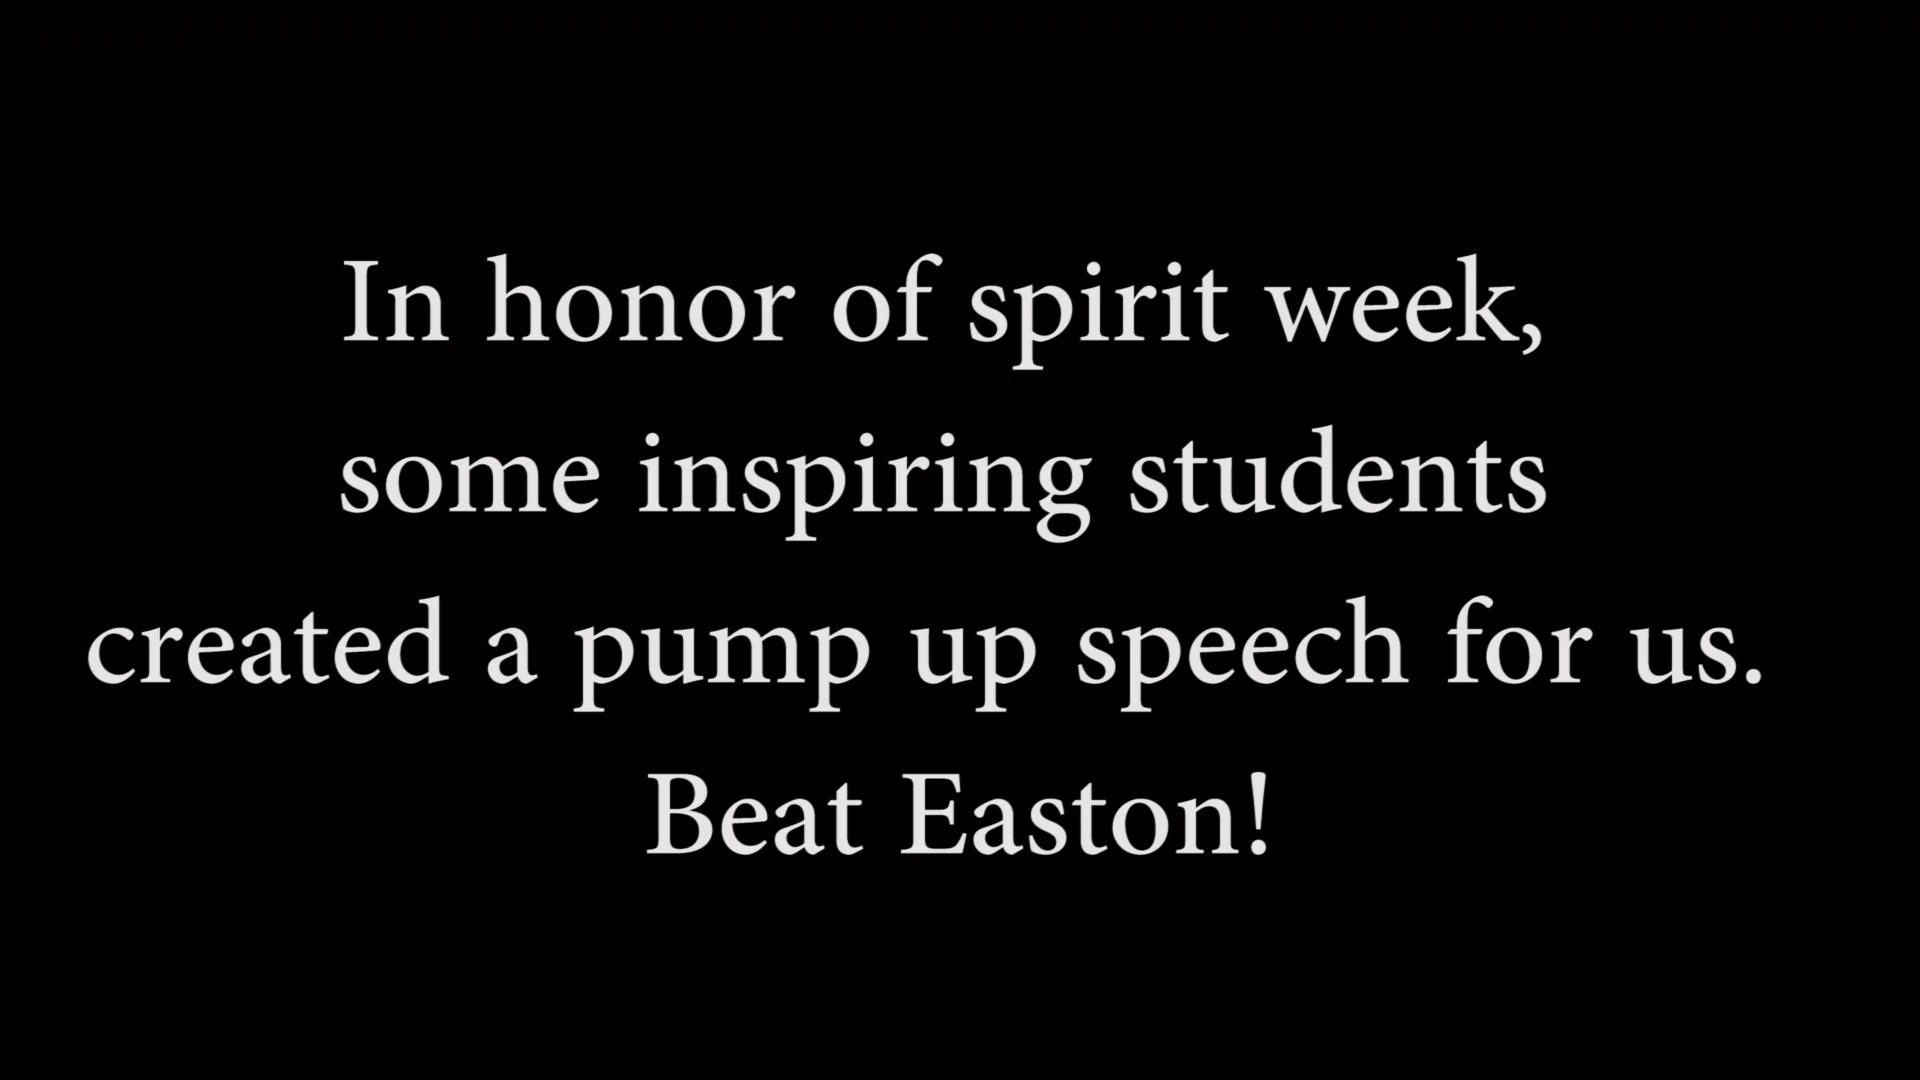 In honor of spirit week,
some inspiring students
created a pump up speech for us.
Beat Easton!